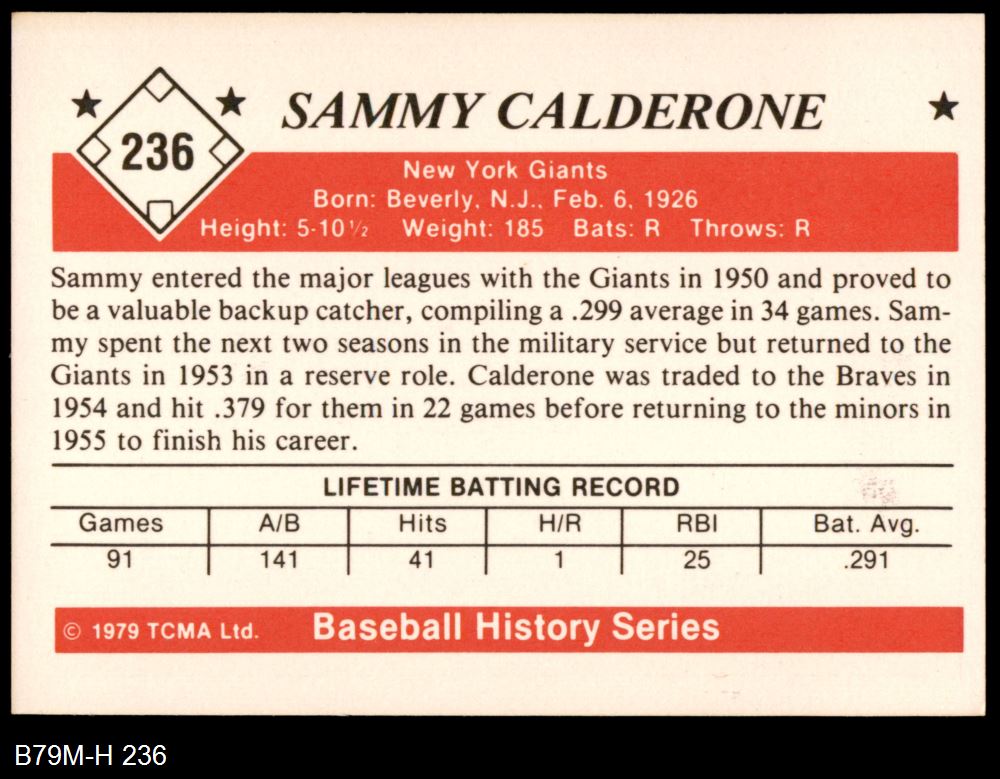 236
SAMMY CALDERONE
New York Giants
Born: Beverly, N.J., Feb. 6, 1926
Height: 5-10½ Weight: 185 Bats: R Throws: R
Sammy entered the major leagues with the Giants in 1950 and proved to
be a valuable backup catcher, compiling a .299 average in 34 games. Sam-
my spent the next two seasons in the military service but returned to the
Giants in 1953 in a reserve role. Calderone was traded to the Braves in
1954 and hit .379 for them in 22 games before returning to the minors in
1955 to finish his career.
LIFETIME BATTING RECORD
Games A/B Hits H/R RBI Bat. Avg.
91 141 41 1 25 .291
© 1979 TCMA Ltd. Baseball History Series
B79M-H 236